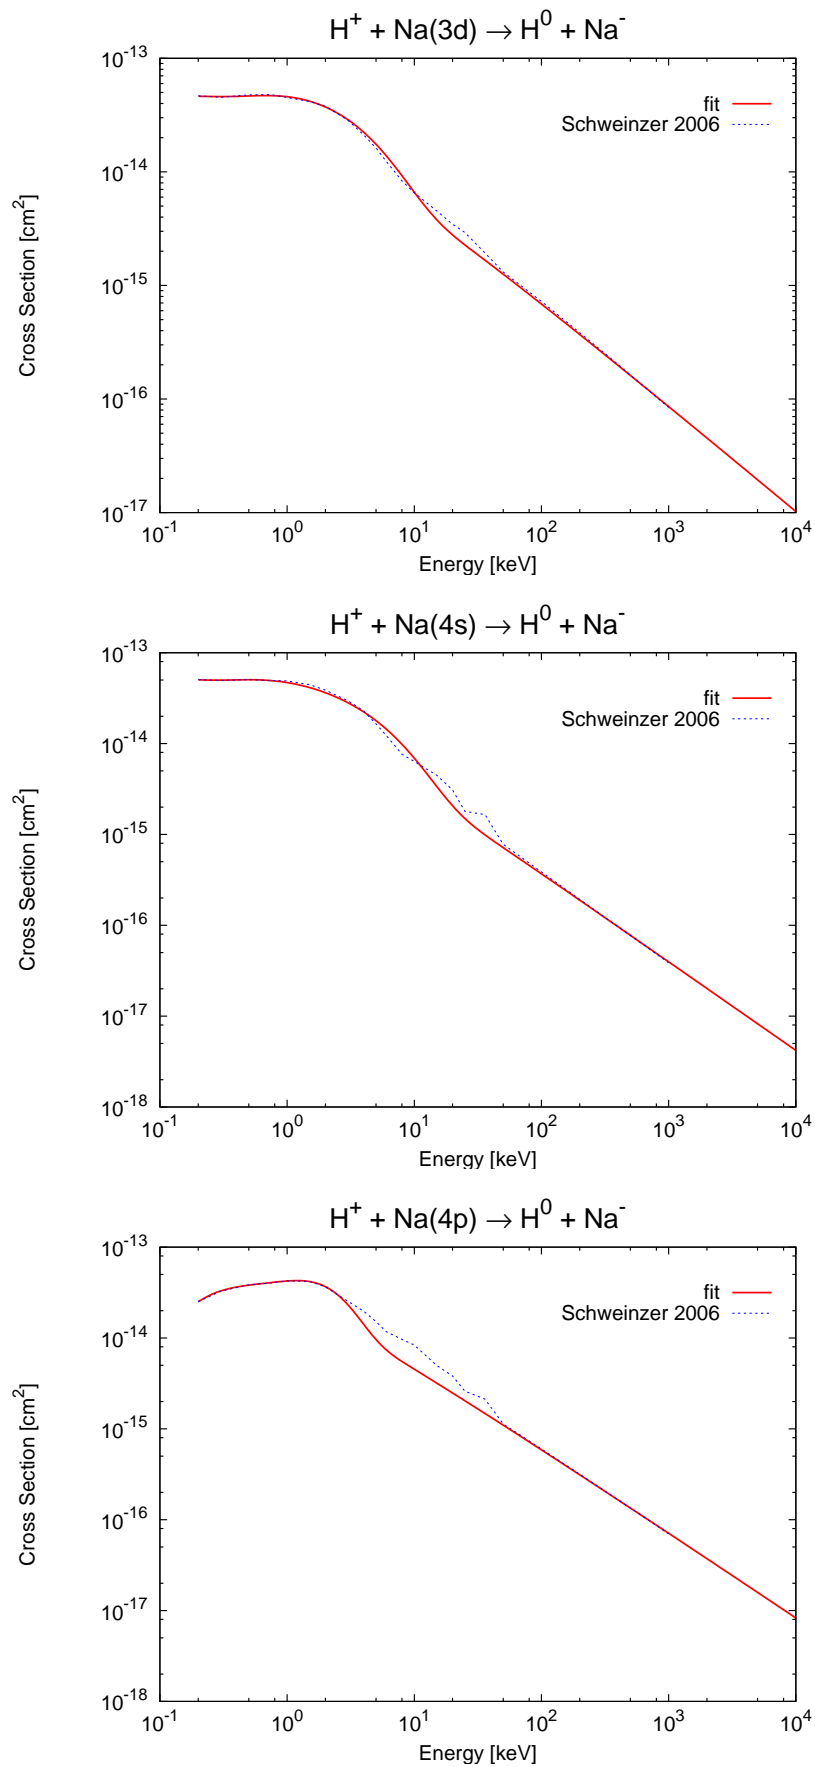 H⁺ + Na(3d) → H⁰ + Na⁻
10⁻¹³
fit
Schweinzer 2006
10⁻¹⁴
Cross Section [cm²]
10⁻¹⁵
10⁻¹⁶
10⁻¹⁷
10⁻¹ 10⁰ 10¹ 10² 10³ 10⁴
Energy [keV]
H⁺ + Na(4s) → H⁰ + Na⁻
10⁻¹³
fit
Schweinzer 2006
10⁻¹⁴
10⁻¹⁵
Cross Section [cm²]
10⁻¹⁶
10⁻¹⁷
10⁻¹⁸
10⁻¹ 10⁰ 10¹ 10² 10³ 10⁴
Energy [keV]
H⁺ + Na(4p) → H⁰ + Na⁻
10⁻¹³
fit
Schweinzer 2006
10⁻¹⁴
10⁻¹⁵
Cross Section [cm²]
10⁻¹⁶
10⁻¹⁷
10⁻¹⁸
10⁻¹ 10⁰ 10¹ 10² 10³ 10⁴
Energy [keV]